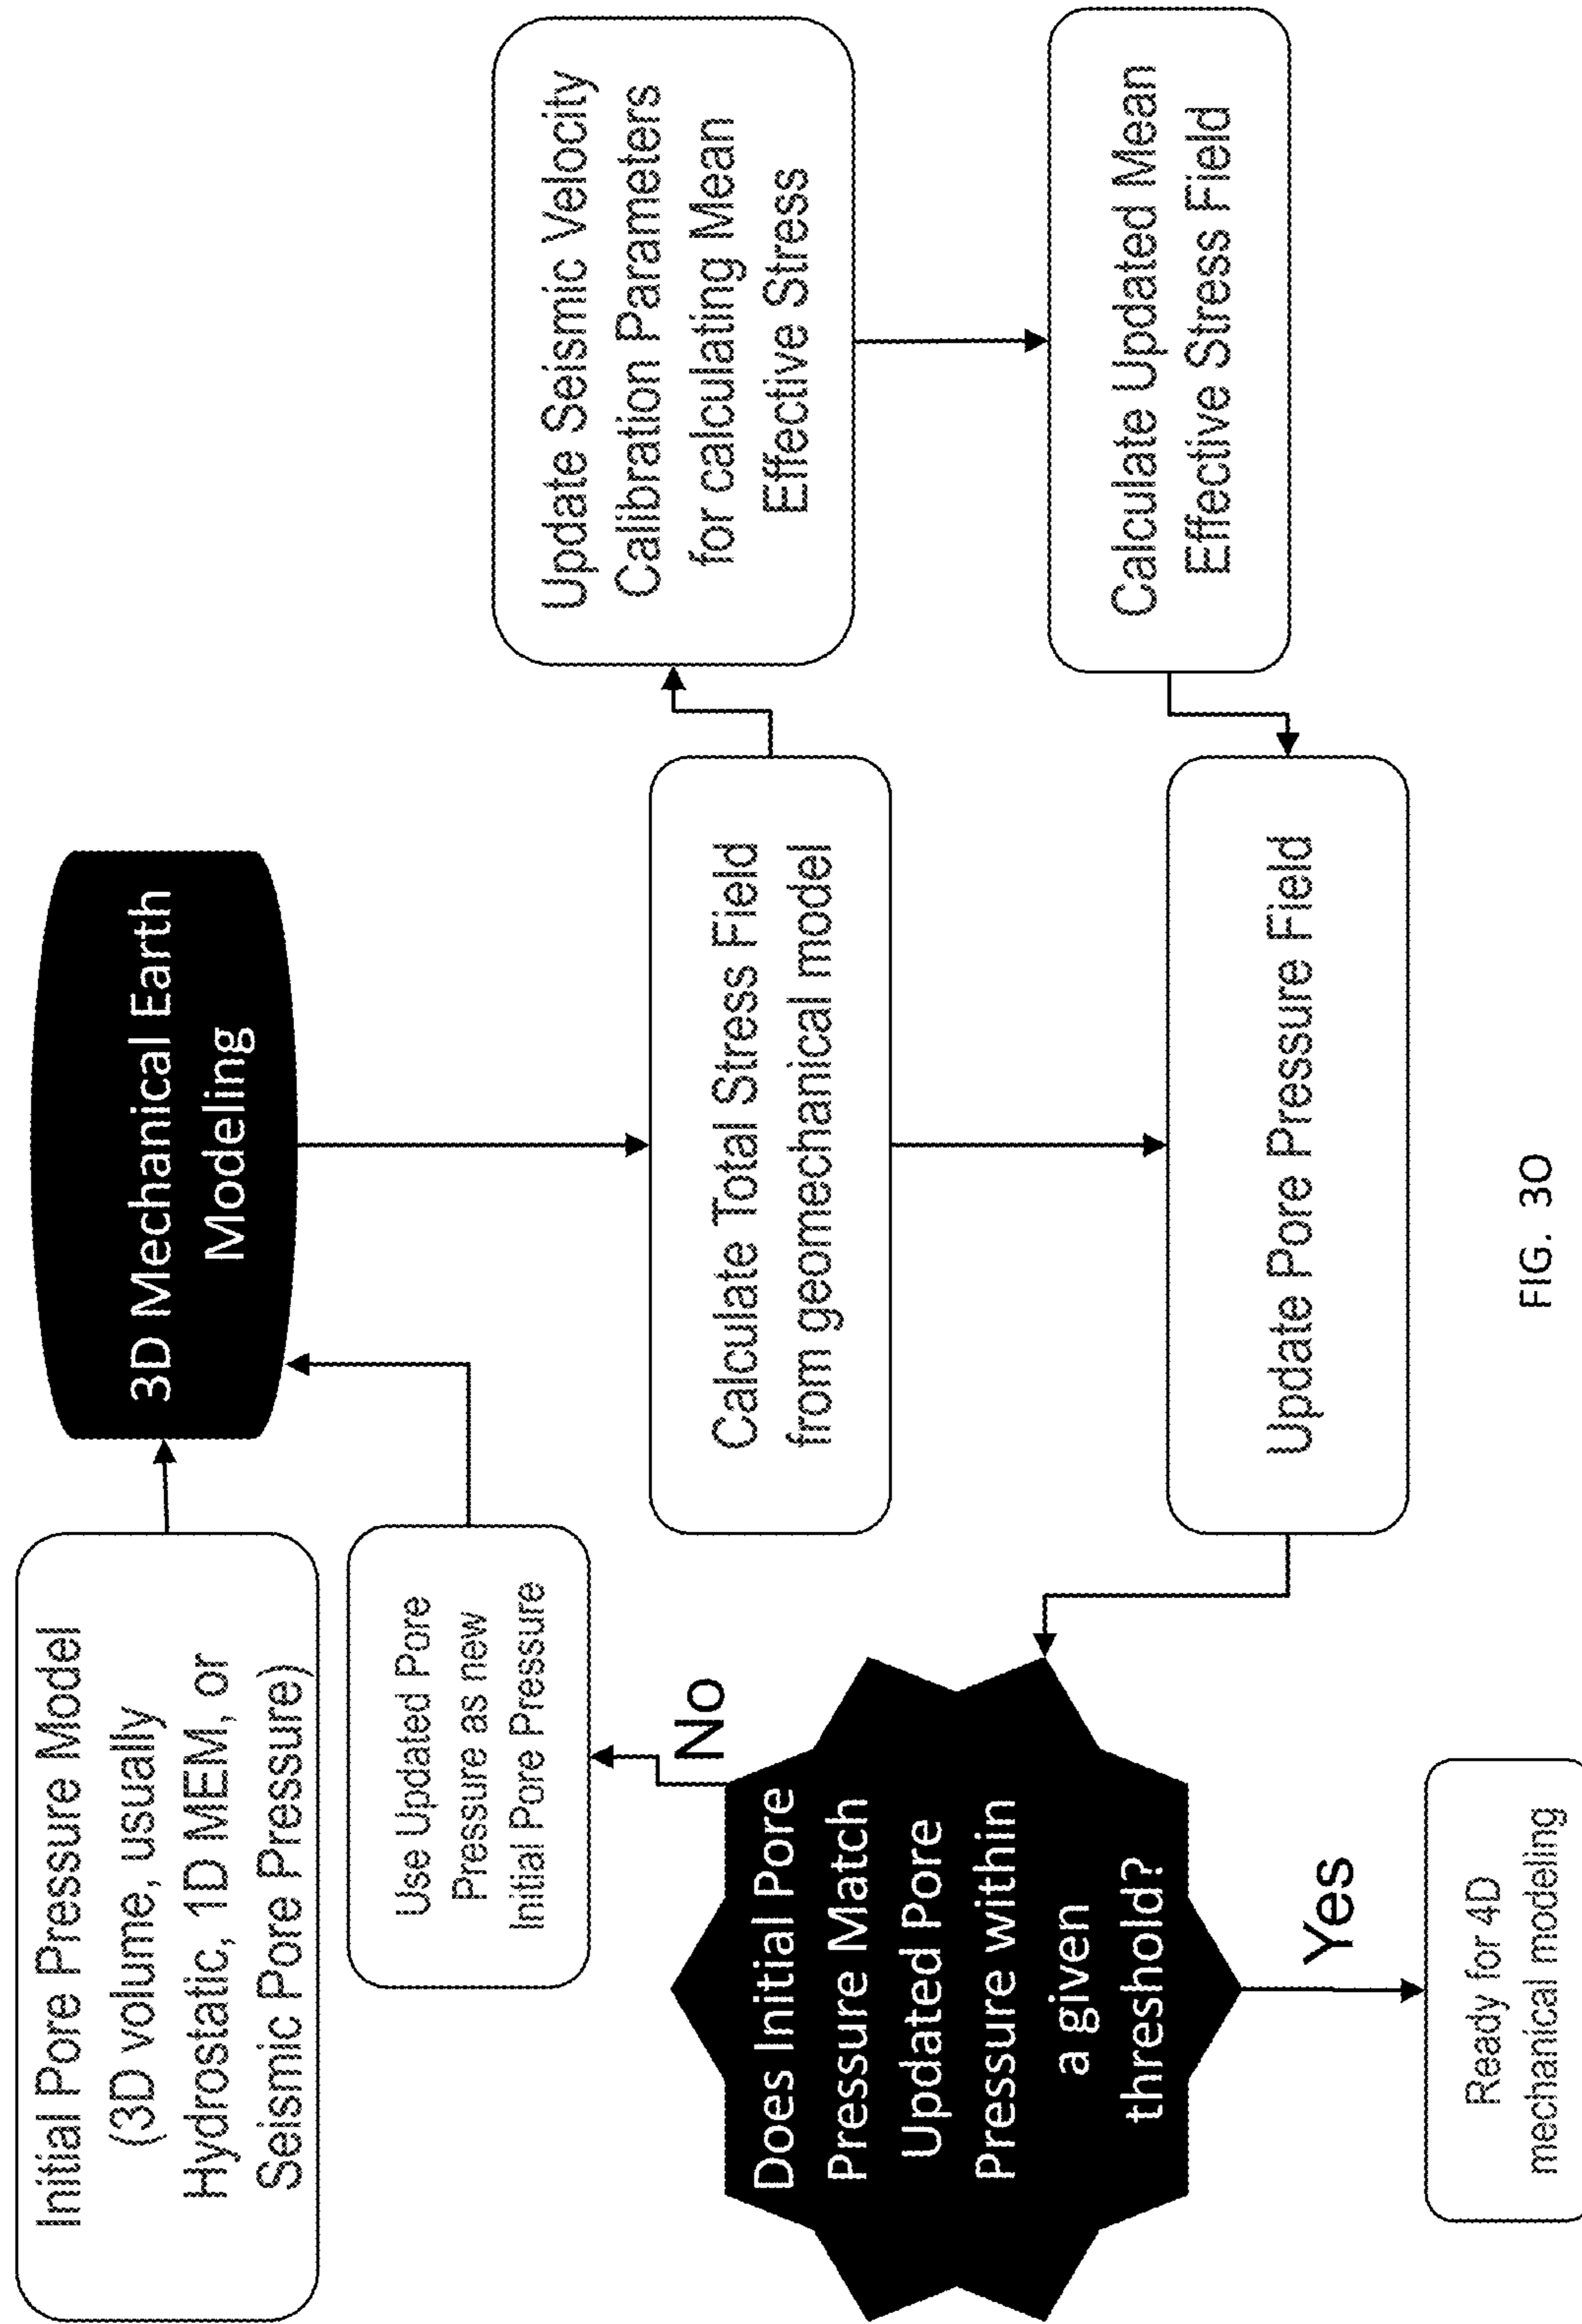 Initial Pore Pressure Model
(3D volume, usually
Hydrostatic, 1D MEM, or
Seismic Pore Pressure)
3D Mechanical Earth
Modeling
Use Updated Pore
Pressure as new
Initial Pore Pressure
Calculate Total Stress Field
from geomechanical model
Update Seismic Velocity
Calibration Parameters
for calculating Mean
Effective Stress
Calculate Updated Mean
Effective Stress Field
Update Pore Pressure Field
Does Initial Pore
Pressure Match
Updated Pore
Pressure within
a given
threshold?
No
Yes
Ready for 4D
mechanical modeling
FIG. 3O